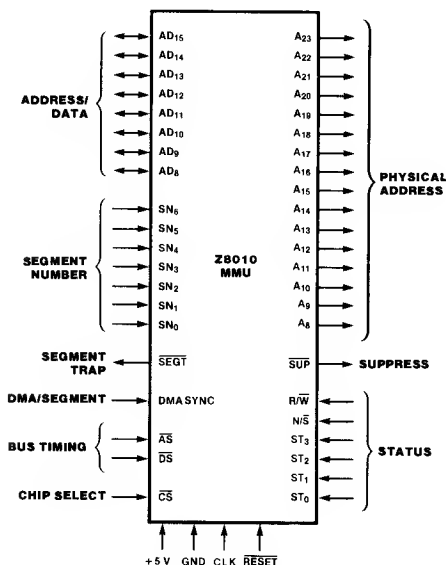 AD15
AD14
AD13
AD12
AD11
AD10
AD9
AD8
ADDRESS/
DATA
SN6
SN5
SN4
SN3
SN2
SN1
SN0
SEGMENT
NUMBER
SEGMENT
TRAP
SEGT
DMA/SEGMENT
DMASYNC
BUS TIMING
AS
DS
CHIP SELECT
CS
Z8010
MMU
A23
A22
A21
A20
A19
A18
A17
A16
A15
A14
A13
A12
A11
A10
A9
A8
PHYSICAL
ADDRESS
SUP
SUPPRESS
R/W
N/S
ST3
ST2
ST1
ST0
STATUS
+5 V GND CLK RESET